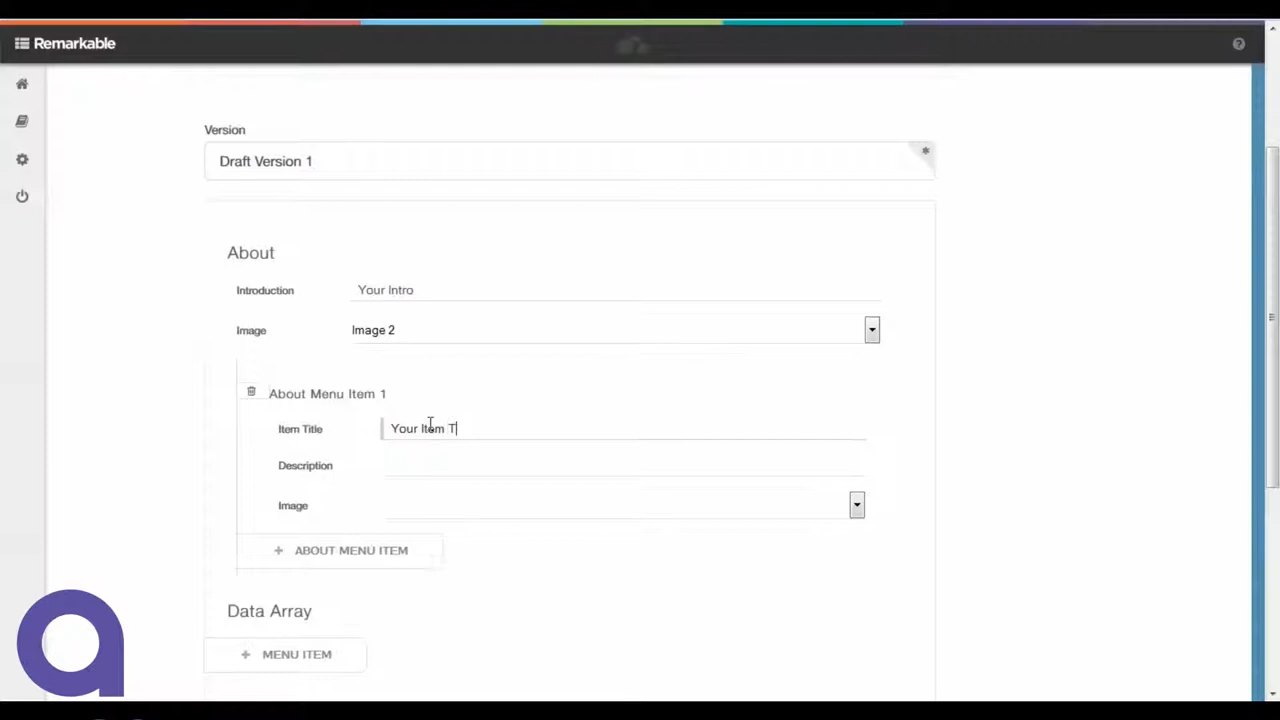 Remarkable
Version
Draft Version 1
*
About
Introduction Your Intro
Image Image 2
About Menu Item 1
Item Title Your Item T
Description
Image
+ ABOUT MENU ITEM
Data Array
+ MENU ITEM